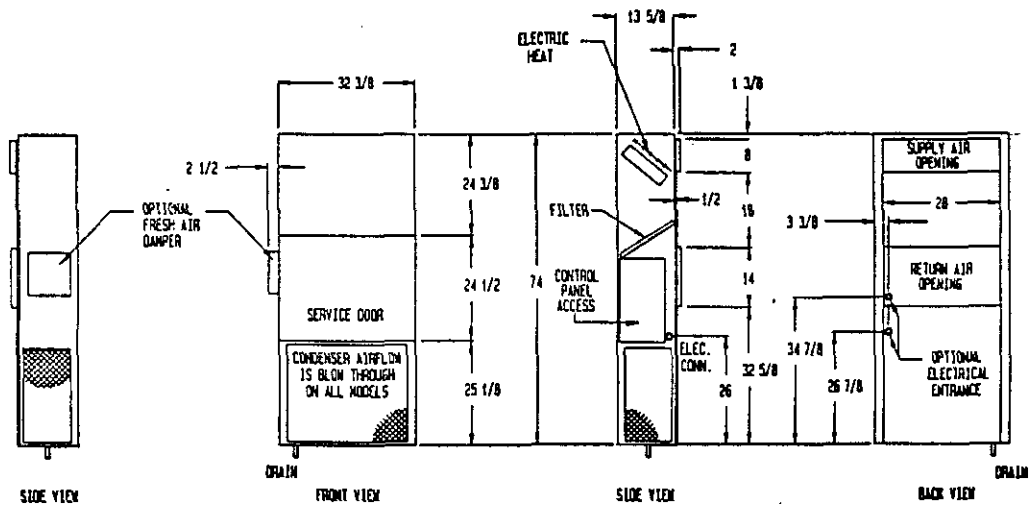 13 5/8
ELECTRIC
HEAT
2
32 3/8
1 3/8
2 1/2
OPTIONAL
FRESH AIR
DAMPER
24 3/8
8
SUPPLY AIR
OPENING
1/2
FILTER
16
28
3 3/8
24 1/2
74
CONTROL
PANEL
ACCESS
14
RETURN AIR
OPENING
SERVICE DOOR
CONDENSER AIRFLOW
IS BLOW THROUGH
ON ALL MODELS
25 1/8
ELEC.
CONN.
26
32 5/8
34 7/8
26 7/8
OPTIONAL
ELECTRICAL
ENTRANCE
DRAIN
DRAIN
SIDE VIEW
FRONT VIEW
SIDE VIEW
BACK VIEW